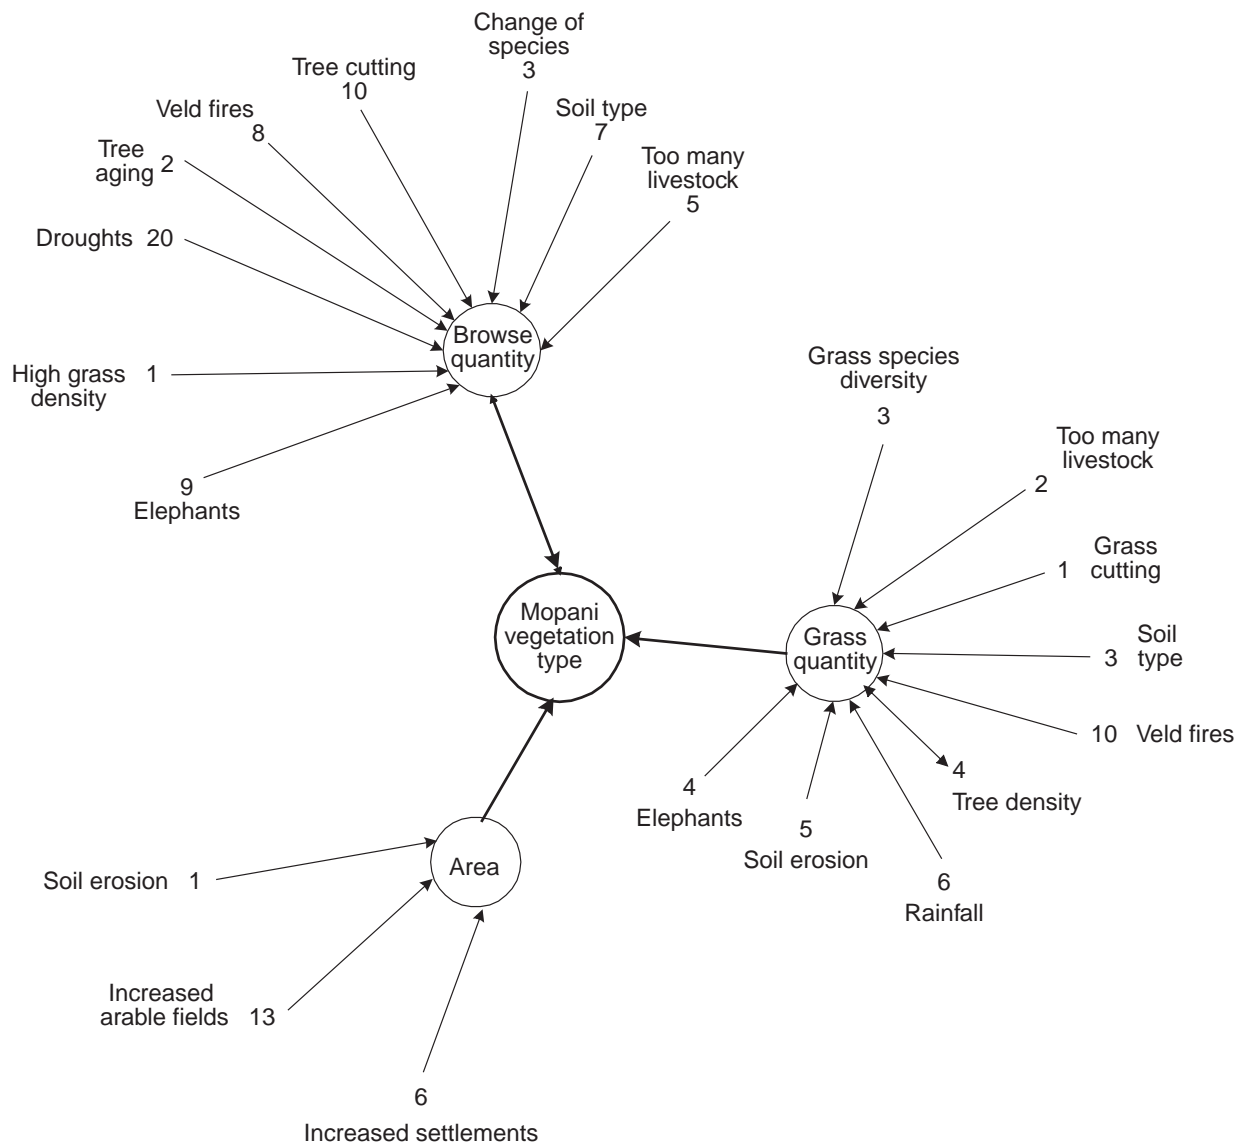 Change of
species
3
Tree cutting
10
Veld fires
8
Soil type
7
Tree
aging 2
Too many
livestock
5
Droughts 20
Browse
quantity
High grass 1
density
9
Elephants
Grass species
diversity
3
Too many
livestock
2
Grass
1 cutting
Mopani
vegetation
type
Grass
quantity
Soil
3 type
10 Veld fires
4
Tree density
4
Elephants
5
Soil erosion
6
Rainfall
Area
Soil erosion 1
Increased
arable fields 13
6
Increased settlements